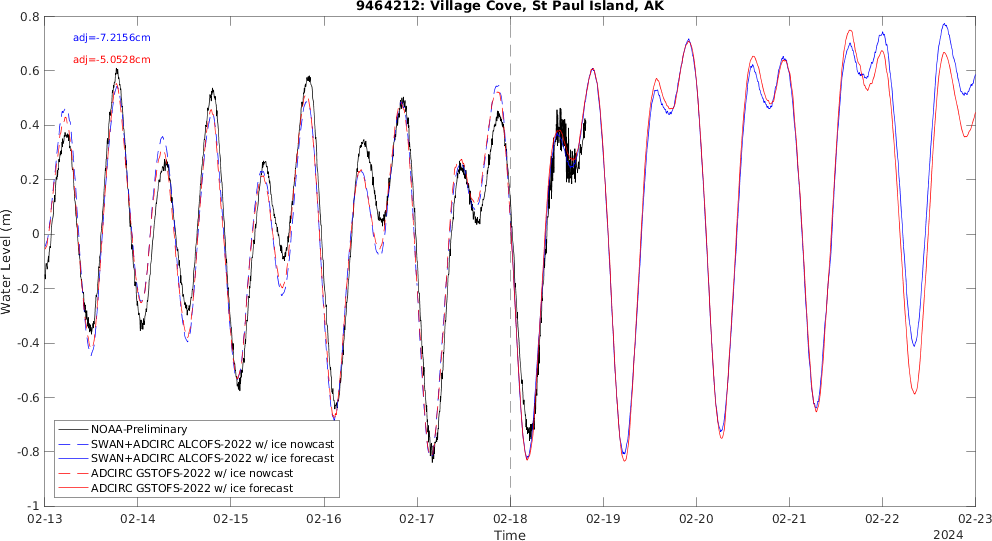 9464212: Village Cove, St Paul Island, AK
adj=-7.2156cm
adj=-5.0528cm
Water Level (m)
0.8
0.6
0.4
0.2
0
-0.2
-0.4
-0.6
-0.8
-1
NOAA-Preliminary
SWAN+ADCIRC ALCOFS-2022 w/ ice nowcast
SWAN+ADCIRC ALCOFS-2022 w/ ice forecast
ADCIRC GSTOFS-2022 w/ ice nowcast
ADCIRC GSTOFS-2022 w/ ice forecast
02-13 02-14 02-15 02-16 02-17 02-18 02-19 02-20 02-21 02-22 02-23
Time
2024